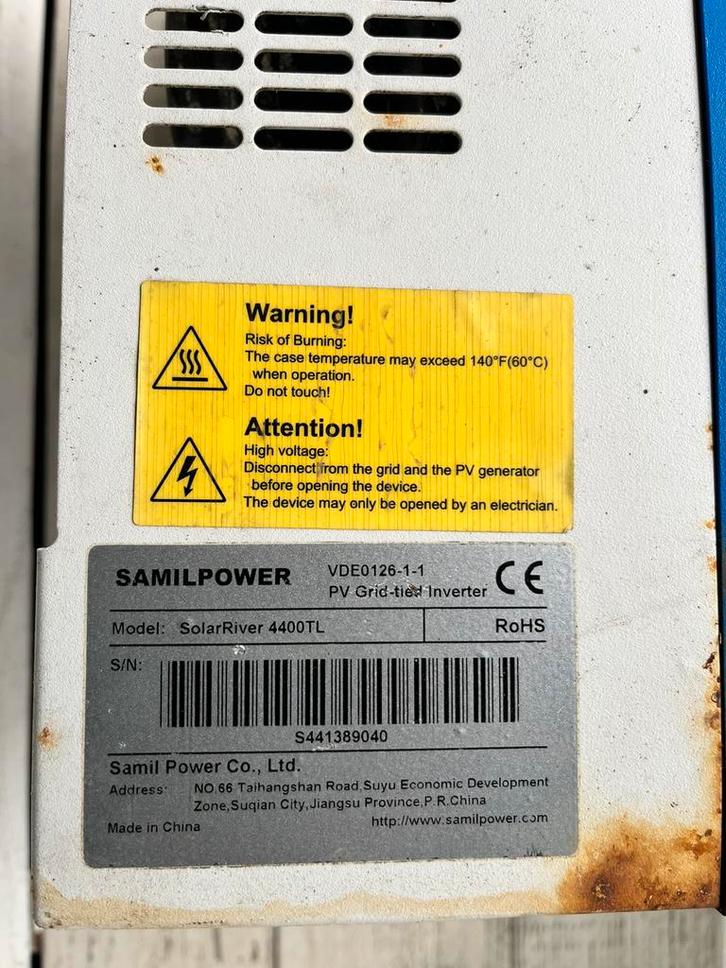 Warning!
Risk of Burning:
The case temperature may exceed 140°F(60°C)
when operation.
Do not touch!
Attention!
High voltage:
Disconnect from the grid and the PV generator
before opening the device.
The device may only be opened by an electrician.
SAMILPOWER
VDE0126-1-1
PV Grid-tied Inverter
CE
Model: SolarRiver 4400TL
RoHS
S/N:
S441389040
Samil Power Co., Ltd.
Address: NO.66 Taihangshan Road,Suyu Economic Development
Zone,Suqian City,Jiangsu Province,P.R.China
Made in China
http://www.samilpower.com